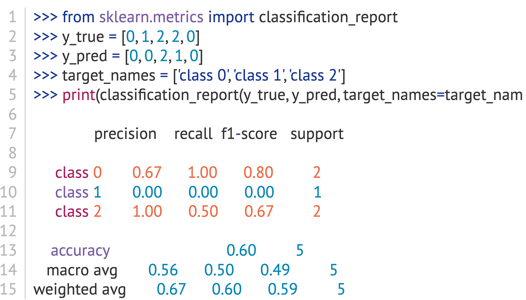 1 >>> from sklearn.metrics import classification_report
2 >>> y_true = [0,1,2,2,0]
3 >>> y_pred = [0,0,2,1,0]
4 >>> target_names = ['class 0','class 1','class 2']
5 >>> print(classification_report(y_true,y_pred, target_names=target_nam
6
7 precision recall f1-score support
8
9 class 0 0.67 1.00 0.80 2
10 class 1 0.00 0.00 0.00 1
11 class 2 1.00 0.50 0.67 2
12
13 accuracy 0.60 5
14 macro avg 0.56 0.50 0.49 5
15 weighted avg 0.67 0.60 0.59 5